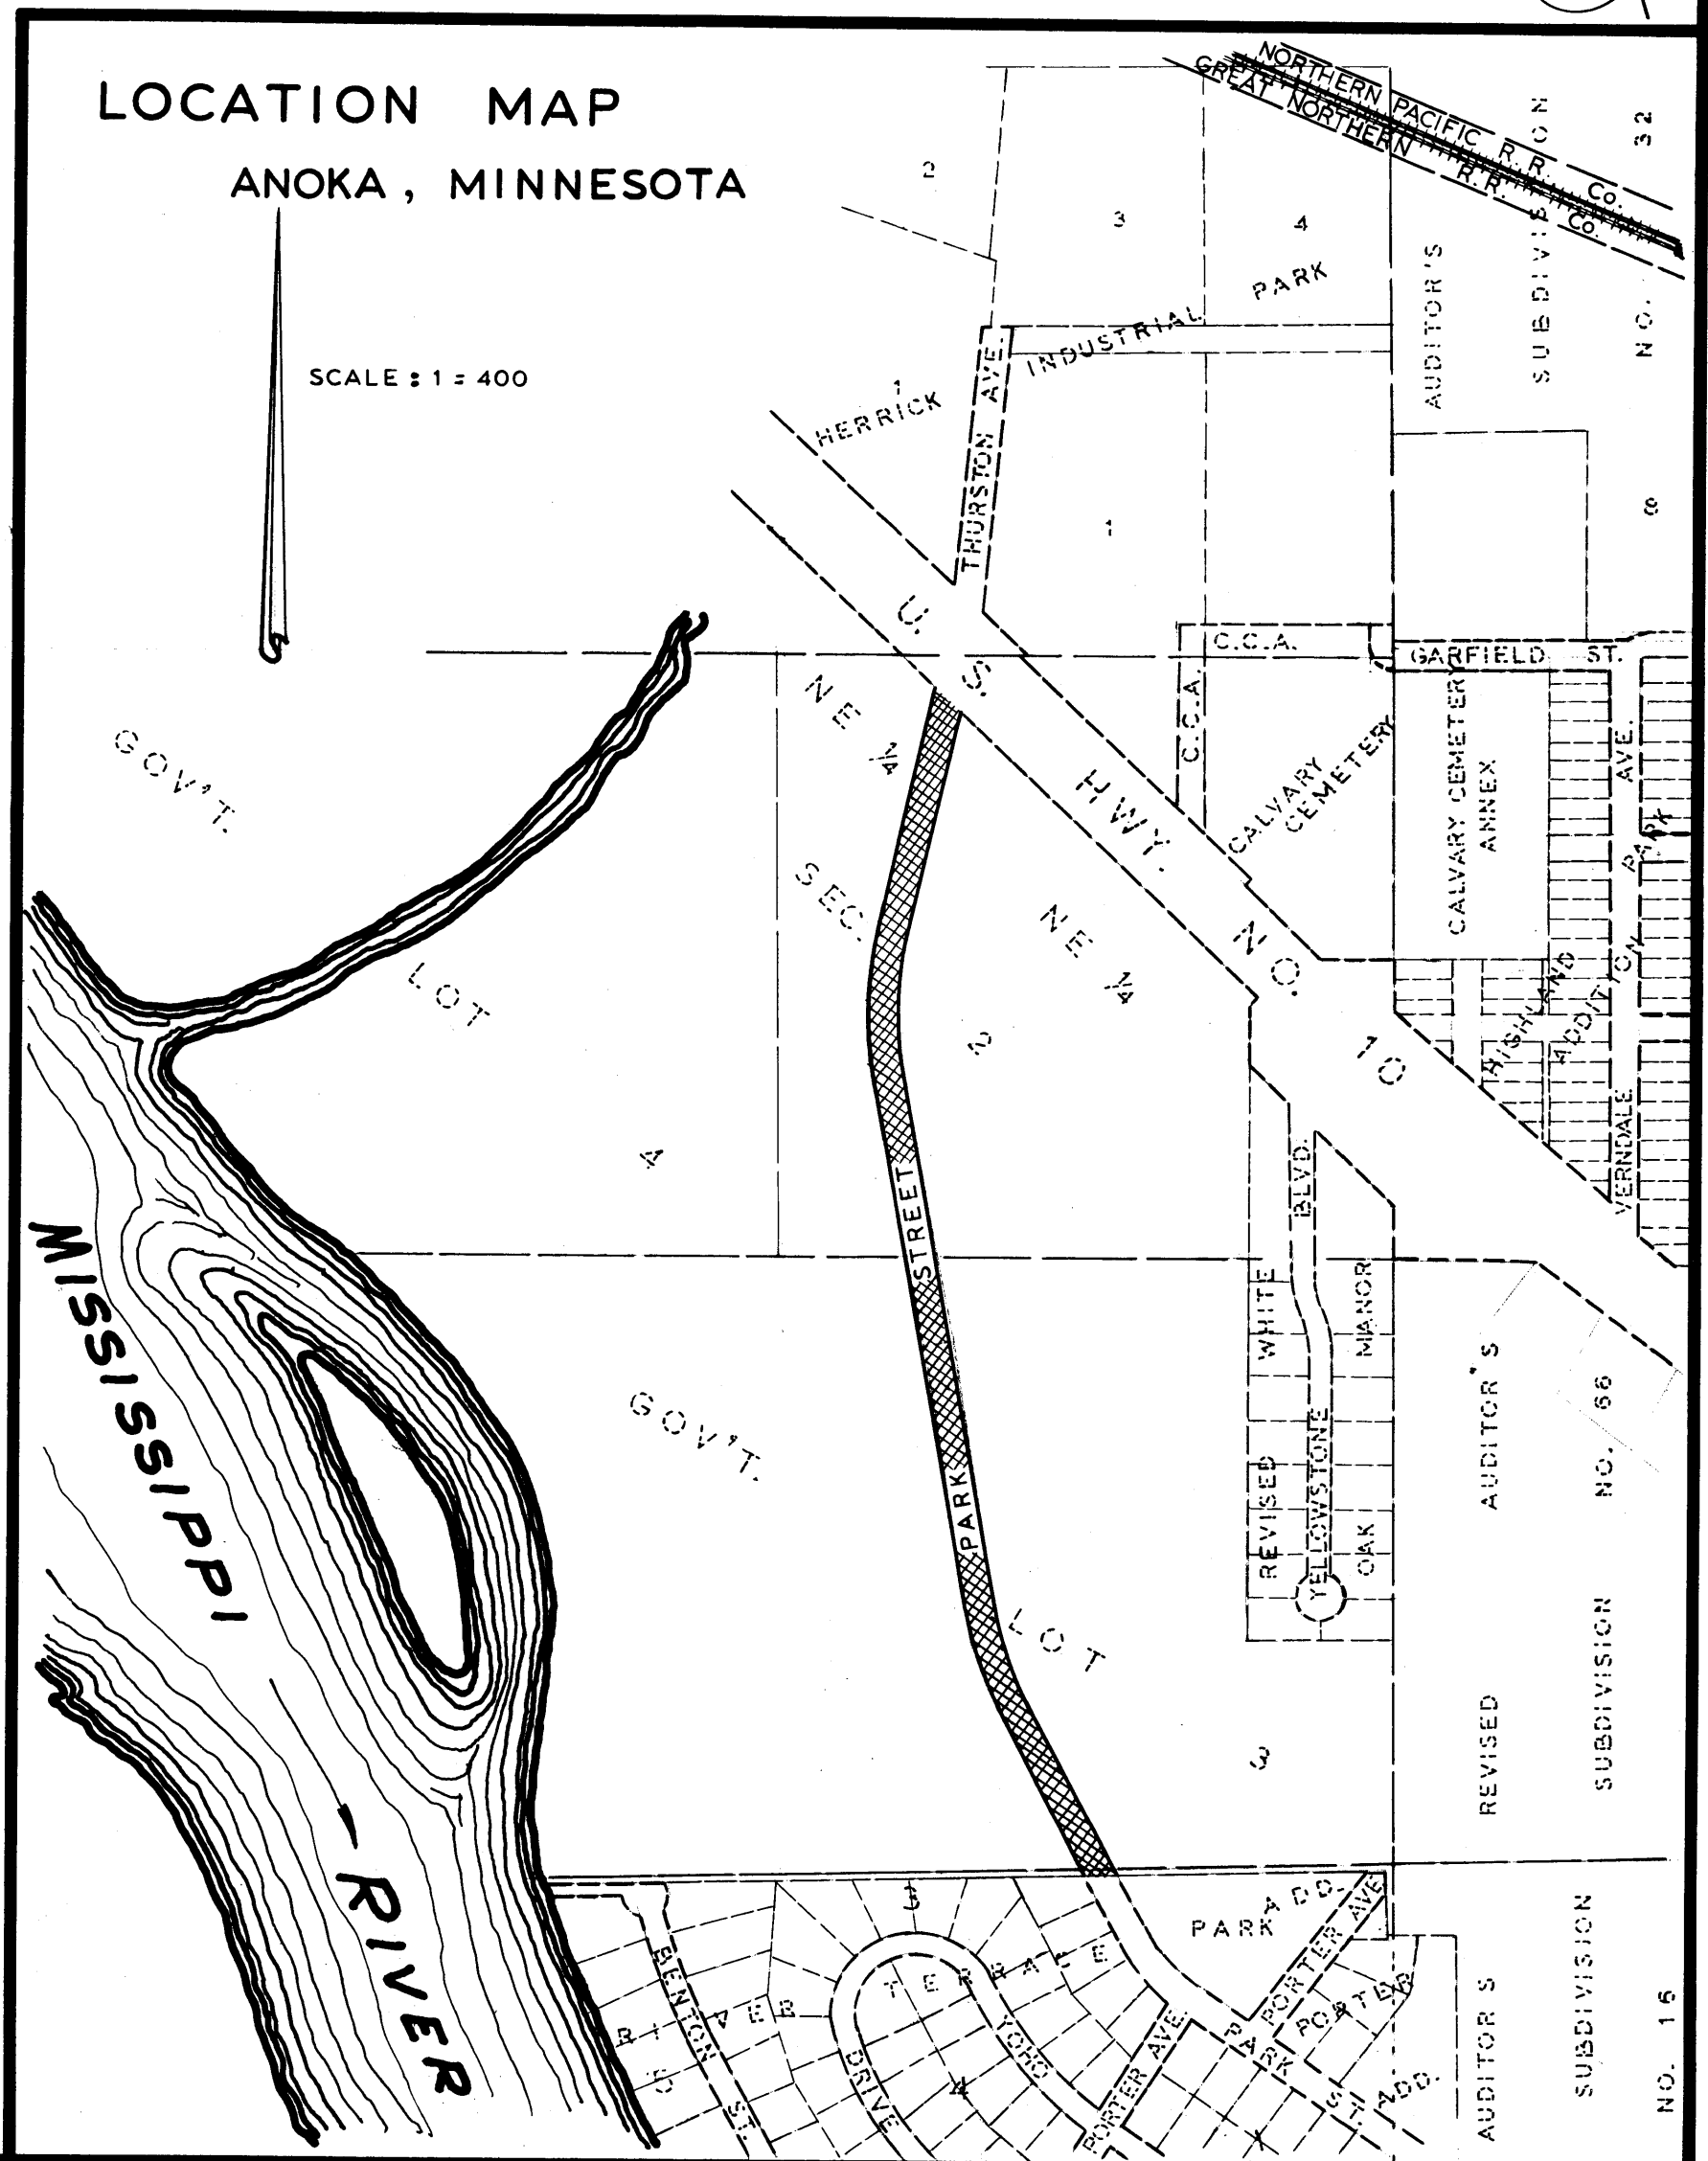 LOCATION MAP
ANOKA, MINNESOTA
SCALE : 1 = 400
NORTHERN PACIFIC R.R. Co.
GREAT NORTHERN R.R. Co.
2
3
4
HERRICK INDUSTRIAL PARK
1
1
THURSTON AVE.
AUDITOR'S
SUBDIVISION
NO. 32
8
U. S. HWY. NO. 10
C.C.A.
C.C.A.
GARFIELD ST.
CALVARY
CEMETERY
CALVARY CEMETERY
ANNEX
VERNDALE AVE.
HIGHLAND PARK
ADDITION
NE ¼
NE ¼
SEC. 2
GOV'T. LOT 4
GOV'T. LOT 3
PARK STREET
YELLOWSTONE BLVD.
REVISED WHITE
OAK MANOR
REVISED AUDITOR'S
SUBDIVISION NO. 66
MISSISSIPPI RIVER
RIVER TERRACE
3
5
4
BENTON ST.
YOHO DRIVE
PORTER AVE.
PORTER AVE.
PARK ADD.
PARK ST.
PORTER
ADD.
AUDITOR S
SUBDIVISION
NO. 16